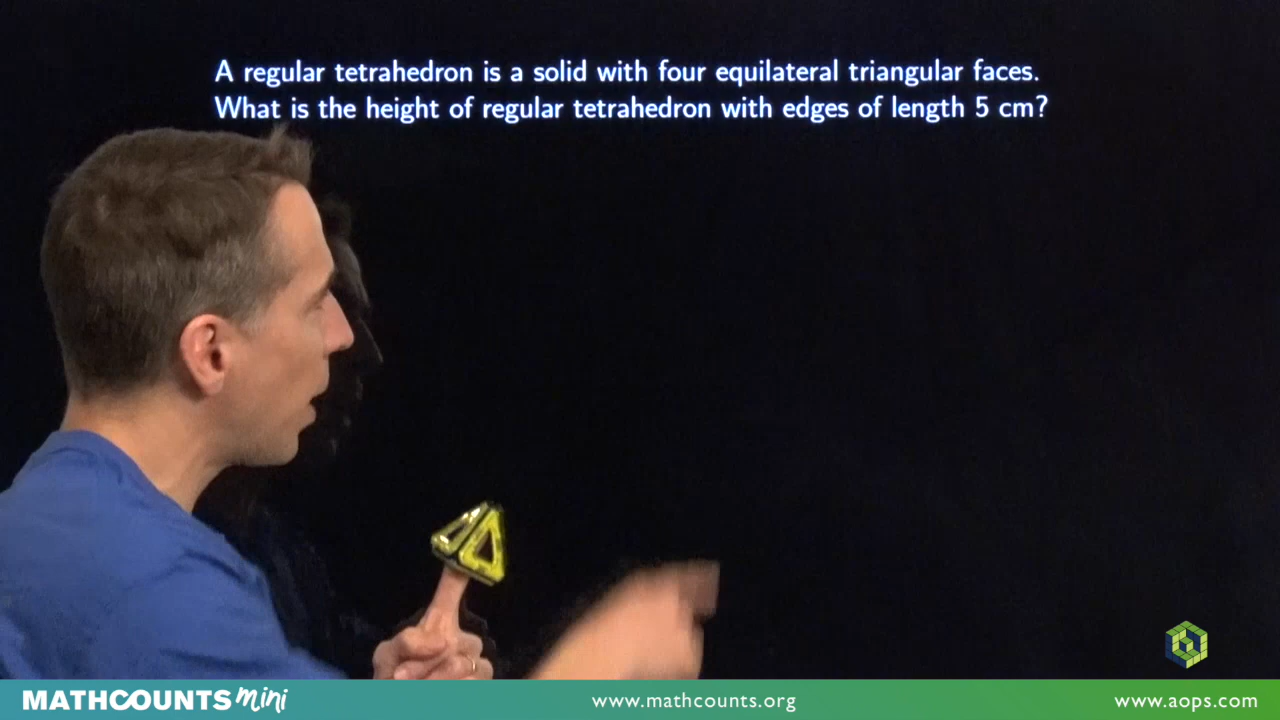 A regular tetrahedron is a solid with four equilateral triangular faces.
What is the height of regular tetrahedron with edges of length 5 cm?
MATHCOUNTS mini
www.mathcounts.org
www.aops.com